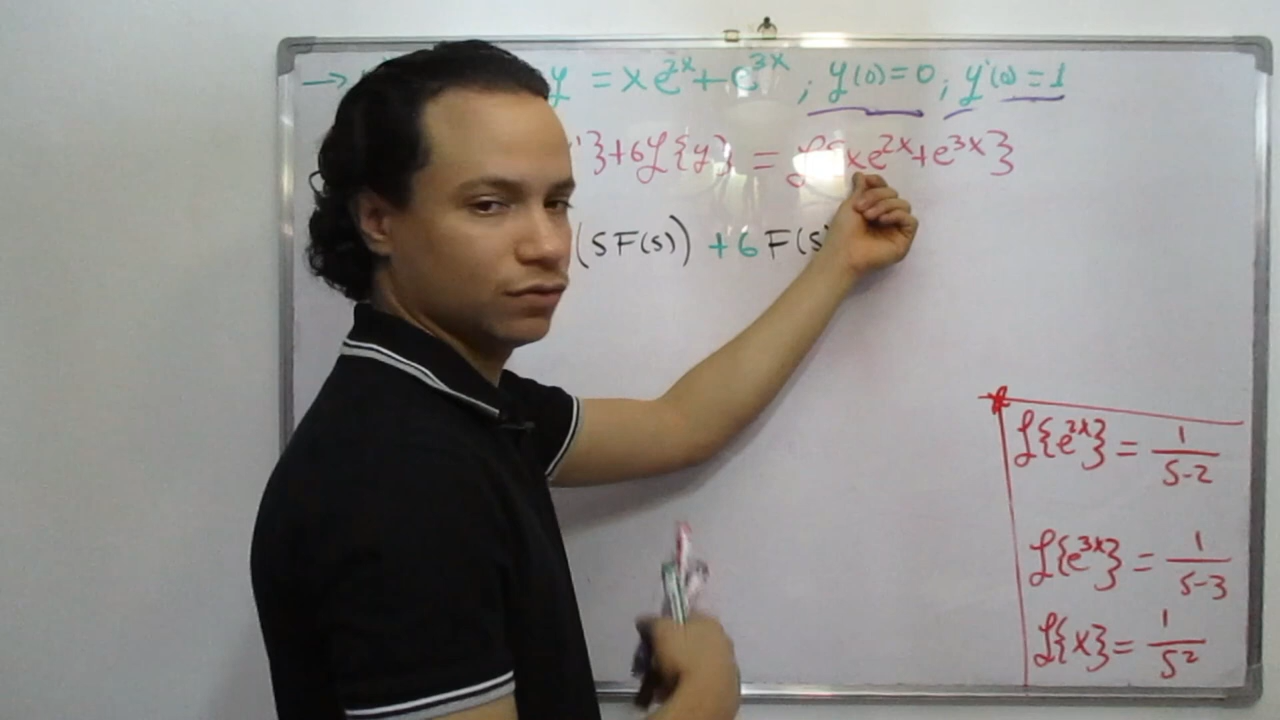 → y = xe^{2x} + e^{3x} ; y(0) = 0 ; y'(0) = 1
'} + 6ℒ{y} = ℒ{xe^{2x} + e^{3x}}
(SF(s)) + 6F(s)
ℒ{e^{2x}} = 1/(S-2)
ℒ{e^{3x}} = 1/(S-3)
ℒ{x} = 1/S²